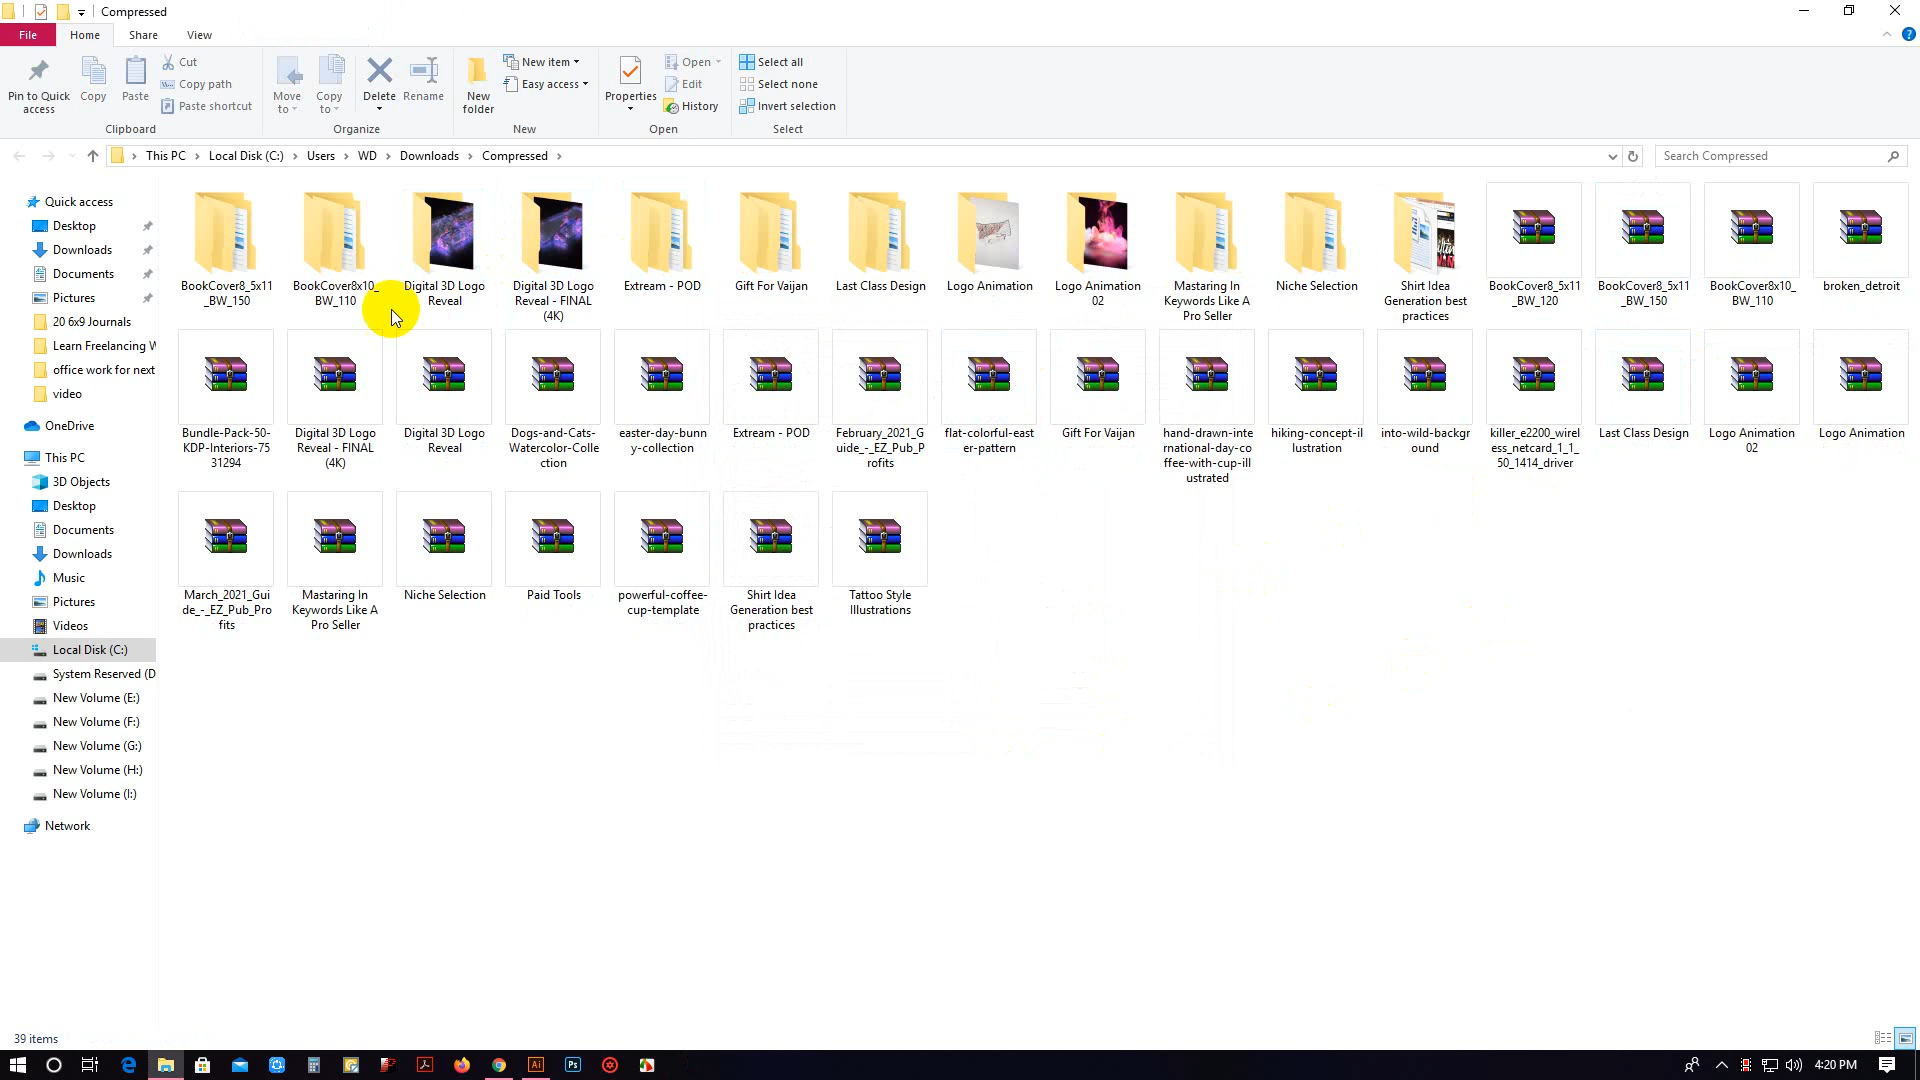 Compressed
File Home Share View
Pin to Quick access
Copy
Paste
Cut
Copy path
Paste shortcut
Clipboard
Move to
Copy to
Delete
Rename
Organize
New folder
New item
Easy access
New
Properties
Open
Edit
History
Open
Select all
Select none
Invert selection
Select
This PC Local Disk (C:) Users WD Downloads Compressed
Search Compressed
Quick access
Desktop
Downloads
Documents
Pictures
20 6x9 Journals
Learn Freelancing W
office work for next
video
OneDrive
This PC
3D Objects
Desktop
Documents
Downloads
Music
Pictures
Videos
Local Disk (C:)
System Reserved (D
New Volume (E:)
New Volume (F:)
New Volume (G:)
New Volume (H:)
New Volume (I:)
Network
BookCover8_5x11
_BW_150
BookCover8x10_
BW_110
Digital 3D Logo
Reveal
Digital 3D Logo
Reveal - FINAL
(4K)
Extream - POD
Gift For Vaijan
Last Class Design
Logo Animation
Logo Animation
02
Mastaring In
Keywords Like A
Pro Seller
Niche Selection
Shirt Idea
Generation best
practices
BookCover8_5x11
_BW_120
BookCover8_5x11
_BW_150
BookCover8x10_
BW_110
broken_detroit
Bundle-Pack-50-
KDP-Interiors-75
31294
Digital 3D Logo
Reveal - FINAL
(4K)
Digital 3D Logo
Reveal
Dogs-and-Cats-
Watercolor-Colle
ction
easter-day-bunn
y-collection
Extream - POD
February_2021_G
uide_-_EZ_Pub_P
rofits
flat-colorful-east
er-pattern
Gift For Vaijan
hand-drawn-inte
rnational-day-co
ffee-with-cup-ill
ustrated
hiking-concept-il
lustration
into-wild-backgr
ound
killer_e2200_wirel
ess_netcard_1_1_
50_1414_driver
Last Class Design
Logo Animation
02
Logo Animation
March_2021_Gui
de_-_EZ_Pub_Pro
fits
Mastaring In
Keywords Like A
Pro Seller
Niche Selection
Paid Tools
powerful-coffee-
cup-template
Shirt Idea
Generation best
practices
Tattoo Style
Illustrations
39 items
Ai
Ps
4:20 PM